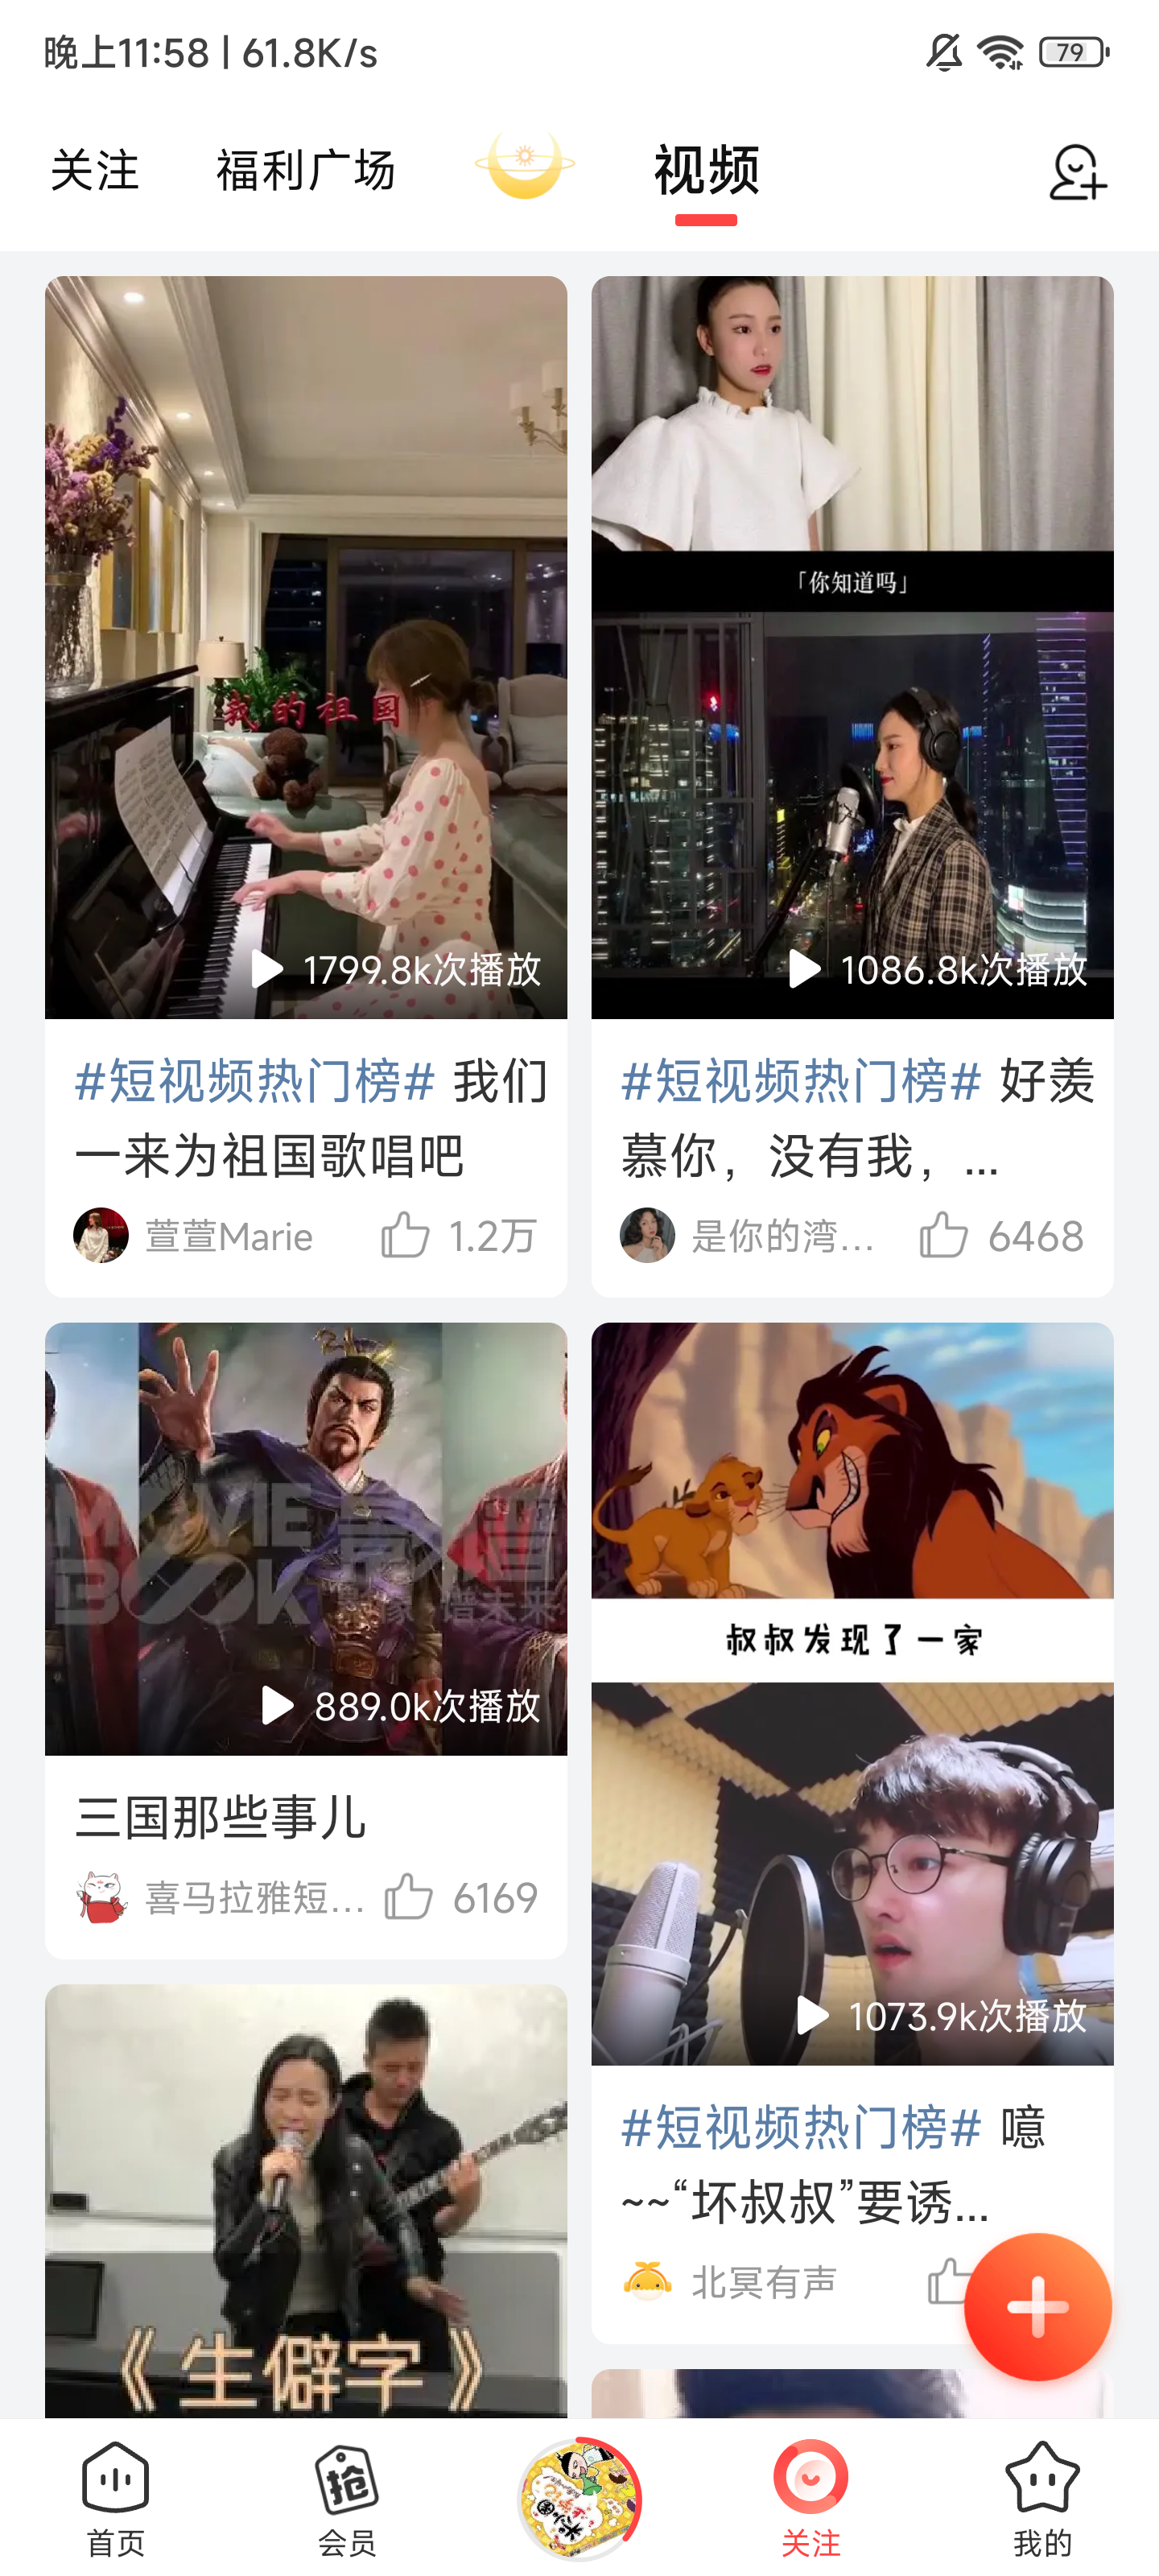 晚上11:58 | 61.8K/s
79
关注
福利广场
视频
我的祖国
1799.8k次播放
#短视频热门榜# 我们
一来为祖国歌唱吧
萱萱Marie
1.2万
「你知道吗」
1086.8k次播放
#短视频热门榜# 好羡
慕你，没有我，...
是你的湾...
6468
MOVIE
BOOK
889.0k次播放
三国那些事儿
喜马拉雅短...
6169
叔叔发现了一家
1073.9k次播放
#短视频热门榜# 噫
~~“坏叔叔”要诱...
北冥有声
《生僻字》
首页
抢
会员
关注
我的